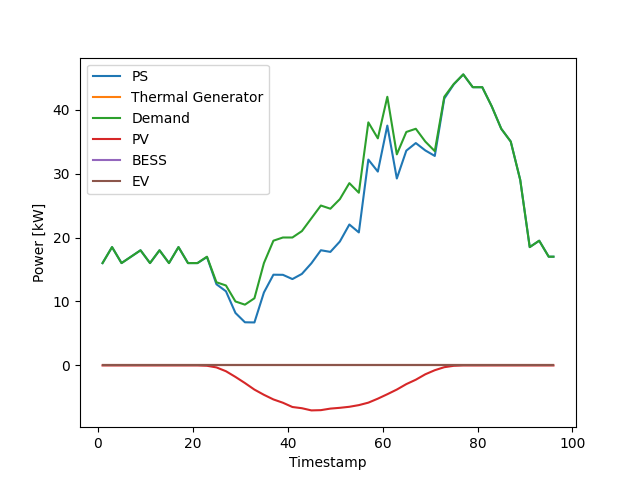 PS
Thermal Generator
Demand
PV
BESS
EV
Power [kW]
40
30
20
10
0
0 20 40 60 80 100
Timestamp